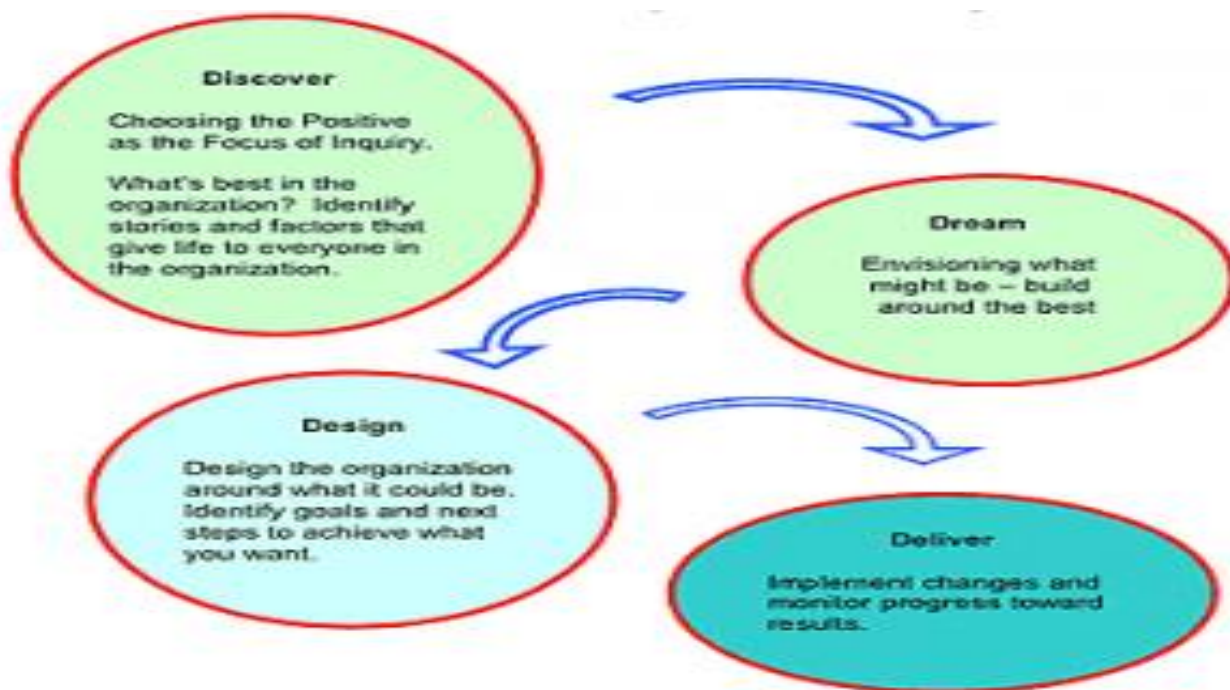 Discover
Choosing the Positive
as the Focus of Inquiry.
What's best in the
organization? Identify
stories and factors that
give life to everyone in
the organization.
Dream
Envisioning what
might be – build
around the best
Design
Design the organization
around what it could be.
Identify goals and next
steps to achieve what
you want.
Deliver
Implement changes and
monitor progress toward
results.